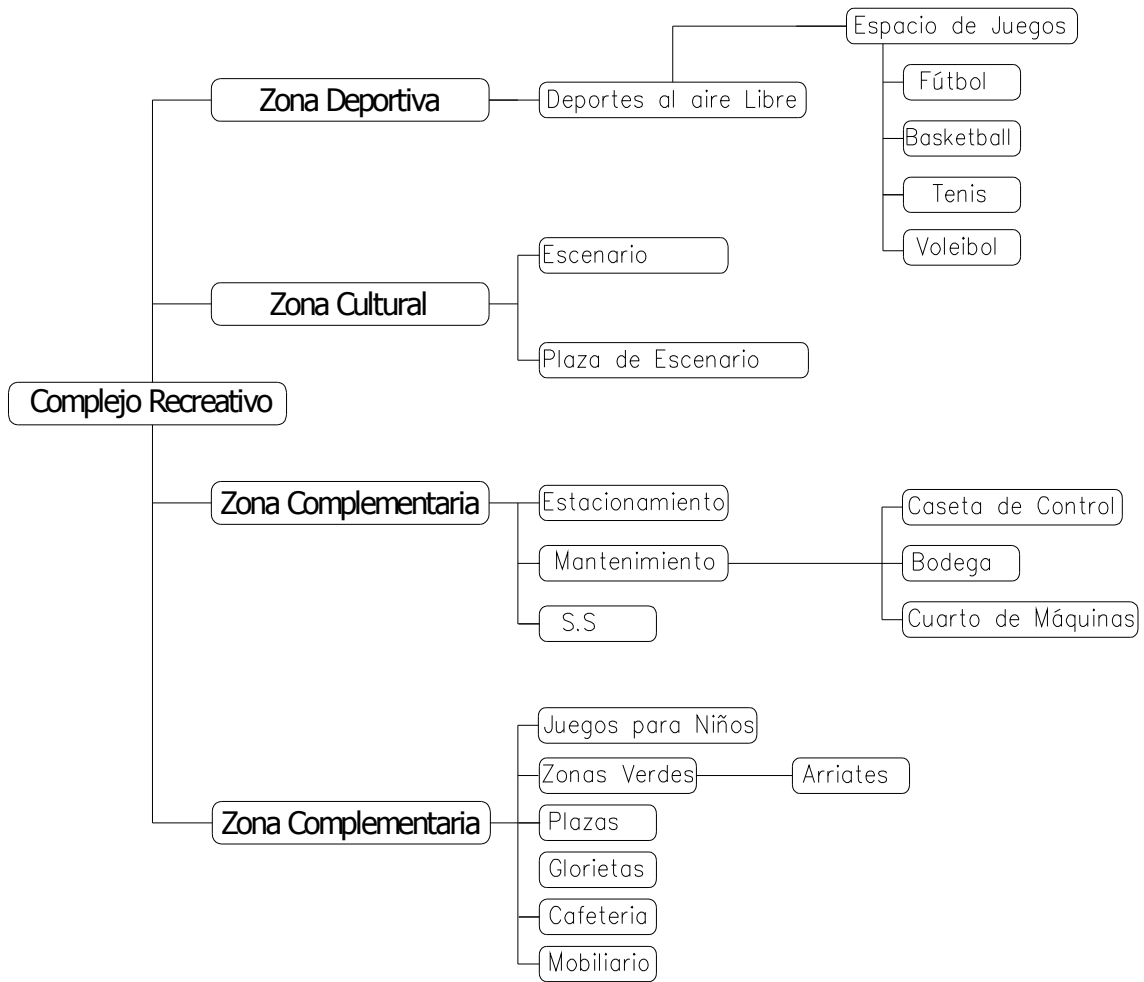 Espacio de Juegos
Zona Deportiva
Deportes al aire Libre
Fútbol
Basketball
Tenis
Voleibol
Zona Cultural
Escenario
Plaza de Escenario
Complejo Recreativo
Zona Complementaria
Estacionamiento
Mantenimiento
S.S
Caseta de Control
Bodega
Cuarto de Máquinas
Zona Complementaria
Juegos para Niños
Zonas Verdes
Arriates
Plazas
Glorietas
Cafeteria
Mobiliario